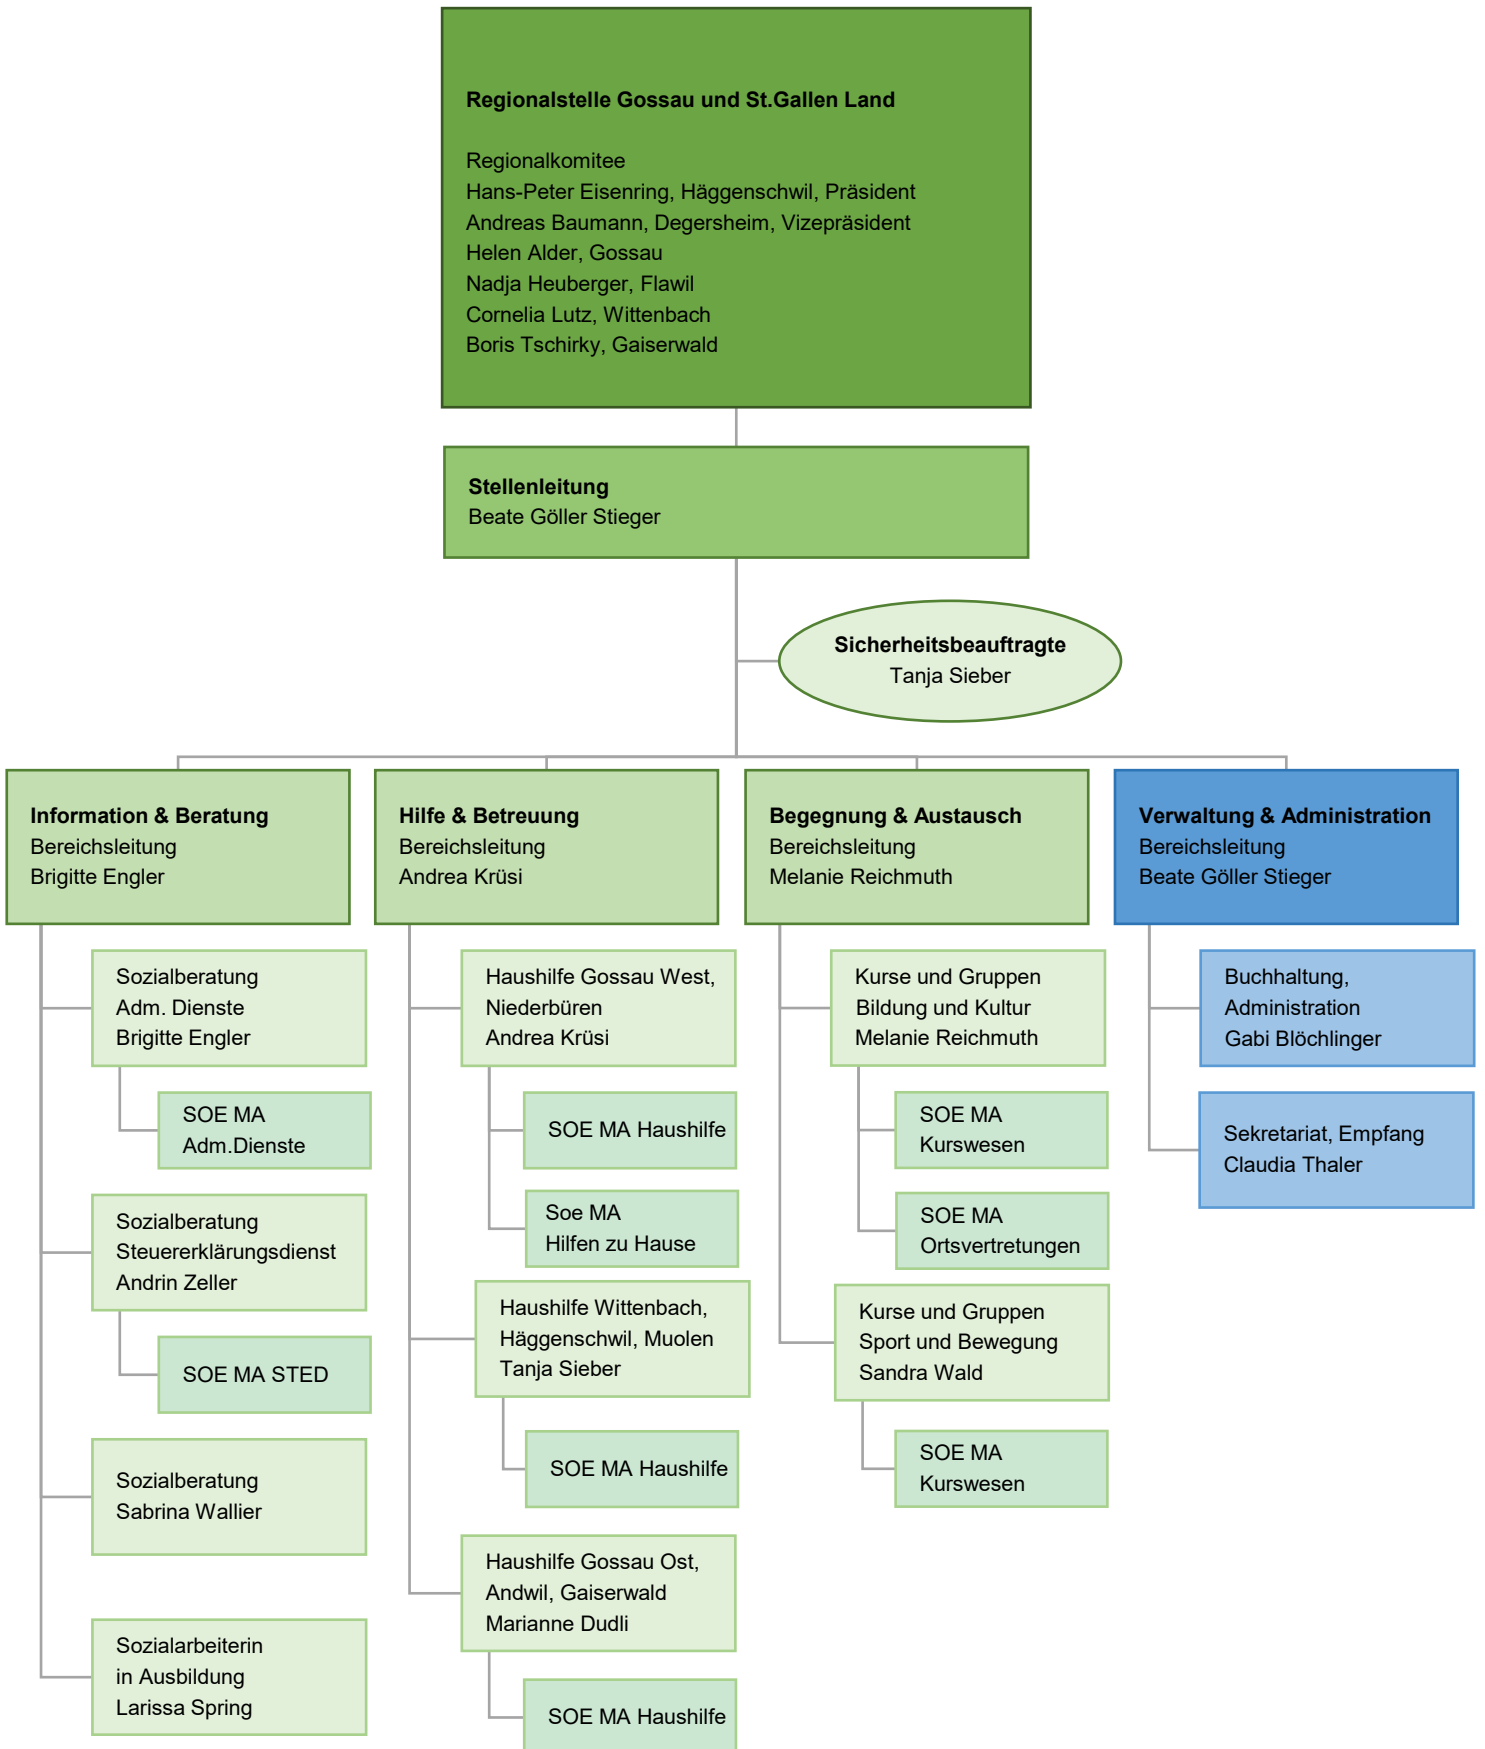 Regionalstelle Gossau und St.Gallen Land
Regionalkomitee
Hans-Peter Eisenring, Häggenschwil, Präsident
Andreas Baumann, Degersheim, Vizepräsident
Helen Alder, Gossau
Nadja Heuberger, Flawil
Cornelia Lutz, Wittenbach
Boris Tschirky, Gaiserwald
Stellenleitung
Beate Göller Stieger
Sicherheitsbeauftragte
Tanja Sieber
Information & Beratung
Bereichsleitung
Brigitte Engler
Sozialberatung
Adm. Dienste
Brigitte Engler
SOE MA
Adm.Dienste
Sozialberatung
Steuererklärungsdienst
Andrin Zeller
SOE MA STED
Sozialberatung
Sabrina Wallier
Sozialarbeiterin
in Ausbildung
Larissa Spring
Hilfe & Betreuung
Bereichsleitung
Andrea Krüsi
Haushilfe Gossau West,
Niederbüren
Andrea Krüsi
SOE MA Haushilfe
Soe MA
Hilfen zu Hause
Haushilfe Wittenbach,
Häggenschwil, Muolen
Tanja Sieber
SOE MA Haushilfe
Haushilfe Gossau Ost,
Andwil, Gaiserwald
Marianne Dudli
SOE MA Haushilfe
Begegnung & Austausch
Bereichsleitung
Melanie Reichmuth
Kurse und Gruppen
Bildung und Kultur
Melanie Reichmuth
SOE MA
Kurswesen
SOE MA
Ortsvertretungen
Kurse und Gruppen
Sport und Bewegung
Sandra Wald
SOE MA
Kurswesen
Verwaltung & Administration
Bereichsleitung
Beate Göller Stieger
Buchhaltung,
Administration
Gabi Blöchlinger
Sekretariat, Empfang
Claudia Thaler